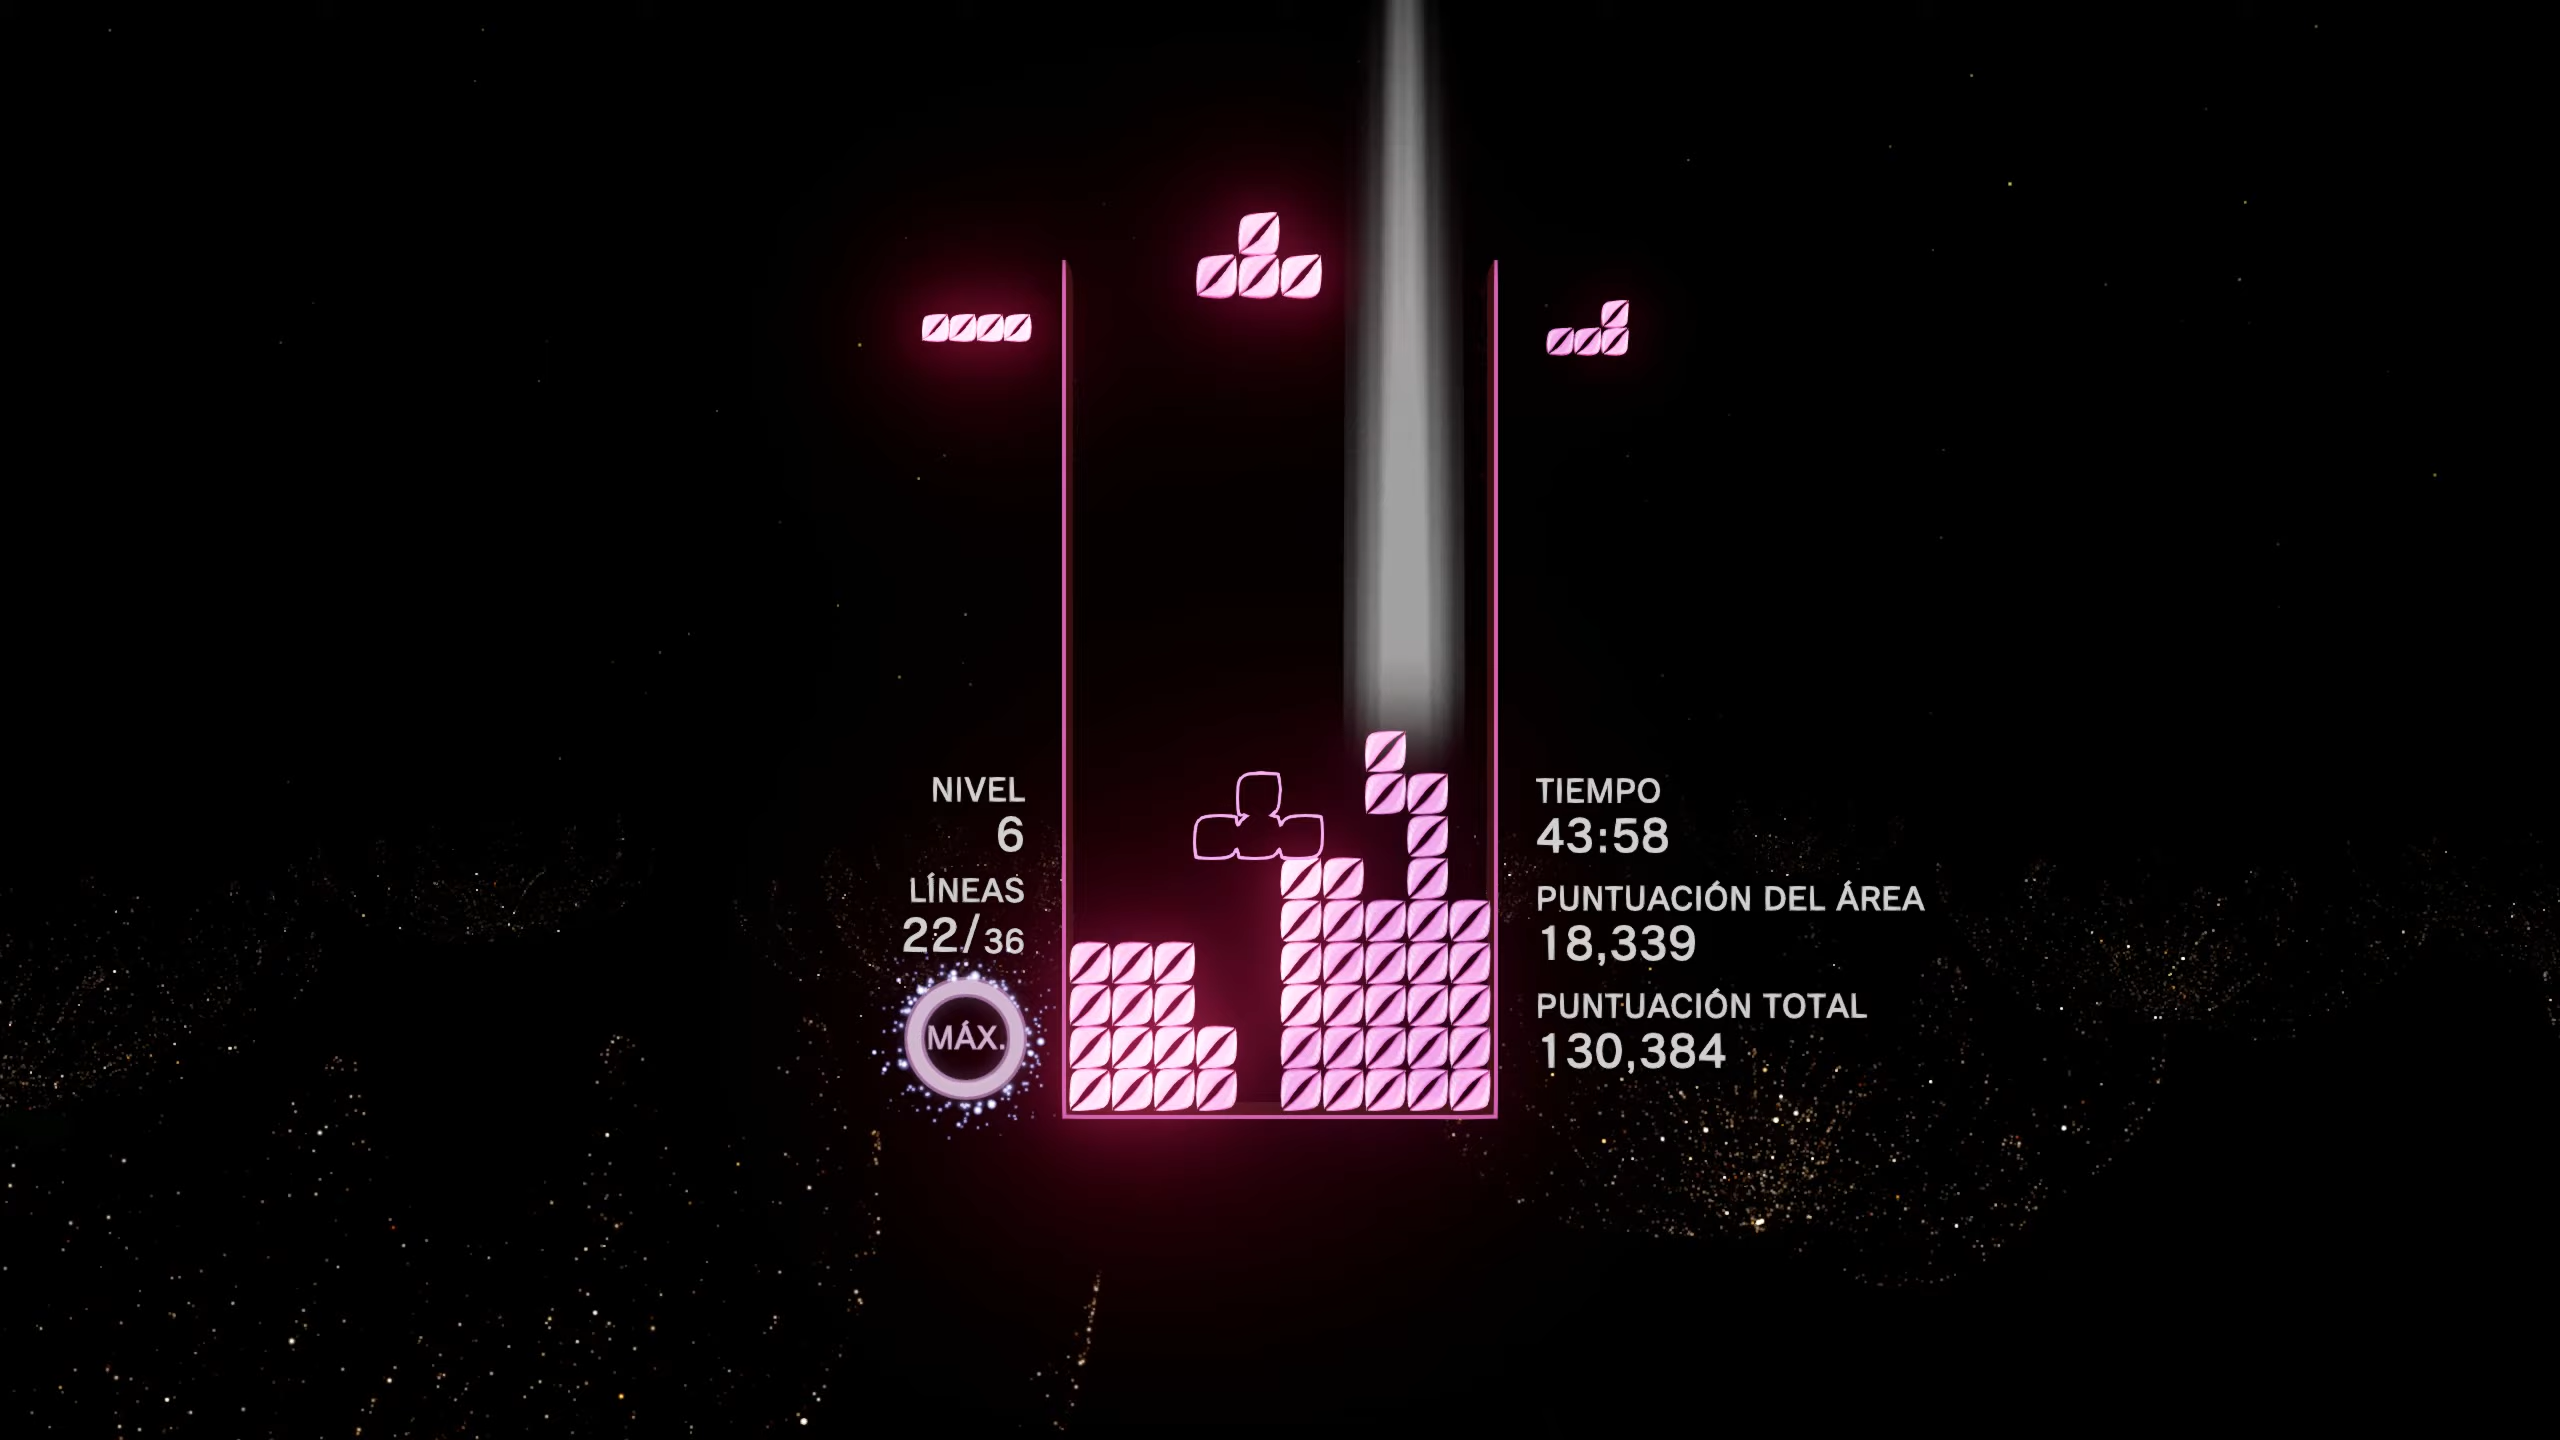 NIVEL
6
LÍNEAS
22/36
MÁX.
TIEMPO
43:58
PUNTUACIÓN DEL ÁREA
18,339
PUNTUACIÓN TOTAL
130,384